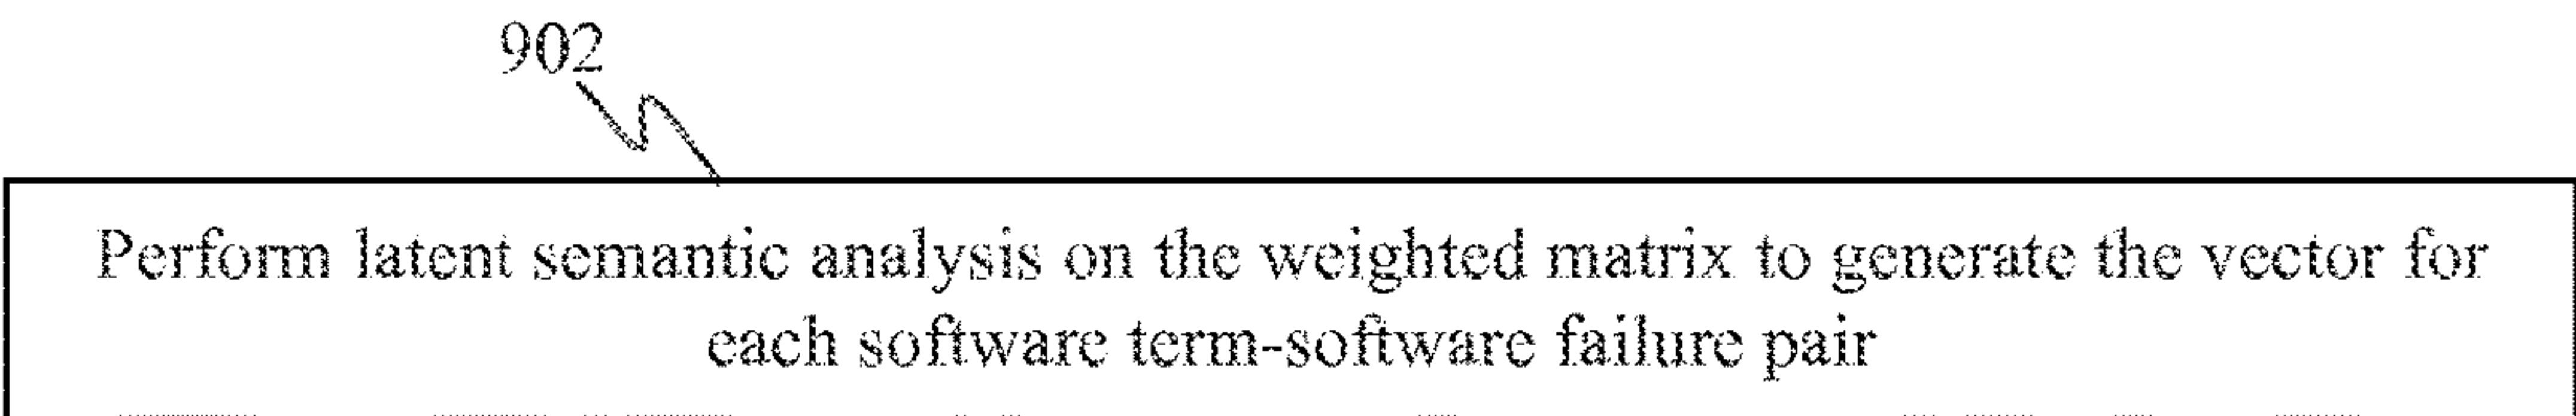 902
Perform latent semantic analysis on the weighted matrix to generate the vector for
each software term-software failure pair